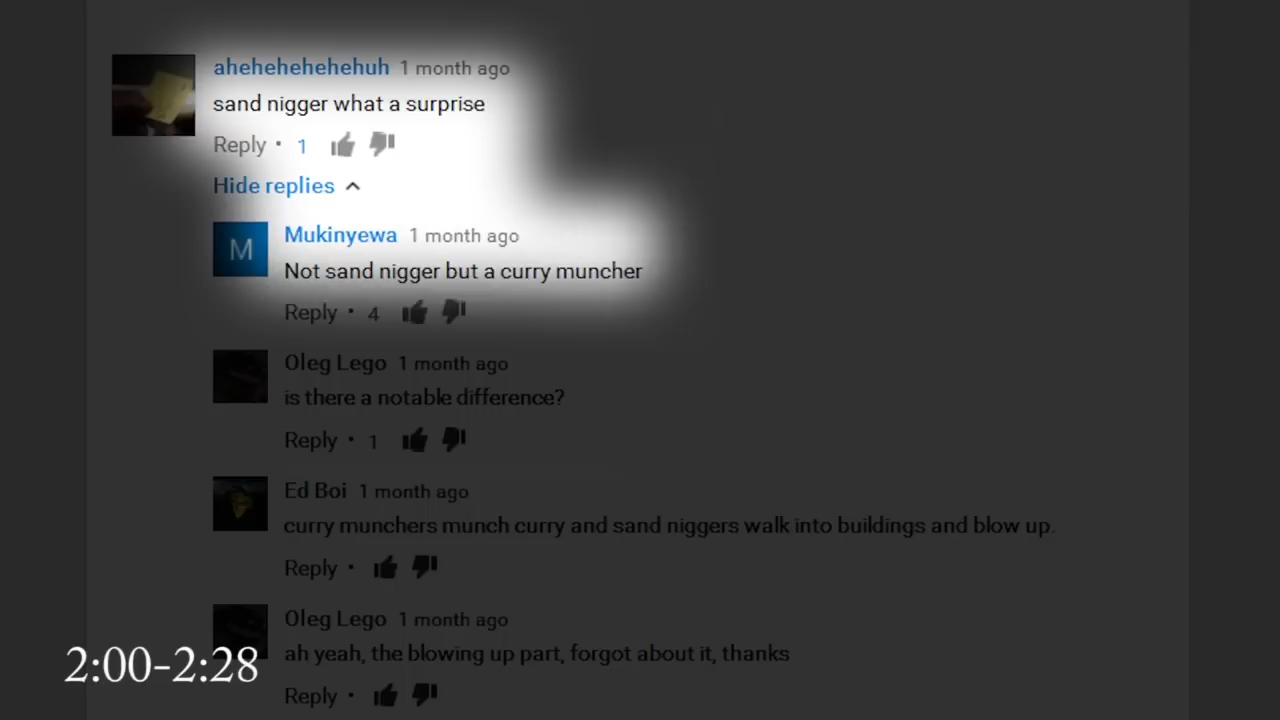 ahehehehehehuh 1 month ago
sand nigger what a surprise
Reply • 1
Hide replies
M
Mukinyewa 1 month ago
Not sand nigger but a curry muncher
Reply • 4
Oleg Lego 1 month ago
is there a notable difference?
Reply • 1
Ed Boi 1 month ago
curry munchers munch curry and sand niggers walk into buildings and blow up.
Reply •
Oleg Lego 1 month ago
ah yeah, the blowing up part, forgot about it, thanks
Reply •
2:00-2:28